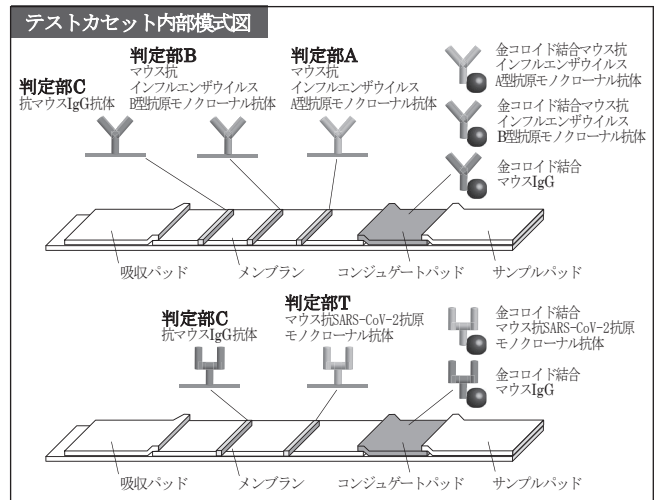 テストカセット内部模式図
判定部C
抗マウスIgG抗体
判定部B
マウス抗
インフルエンザウイルス
B型抗原モノクローナル抗体
判定部A
マウス抗
インフルエンザウイルス
A型抗原モノクローナル抗体
金コロイド結合マウス抗
インフルエンザウイルス
A型抗原モノクローナル抗体
金コロイド結合マウス抗
インフルエンザウイルス
B型抗原モノクローナル抗体
金コロイド結合
マウスIgG
吸収パッド
メンブラン
コンジュゲートパッド
サンプルパッド
判定部C
抗マウスIgG抗体
判定部T
マウス抗SARS-CoV-2抗原
モノクローナル抗体
金コロイド結合
マウス抗SARS-CoV-2抗原
モノクローナル抗体
金コロイド結合
マウスIgG
吸収パッド
メンブラン
コンジュゲートパッド
サンプルパッド